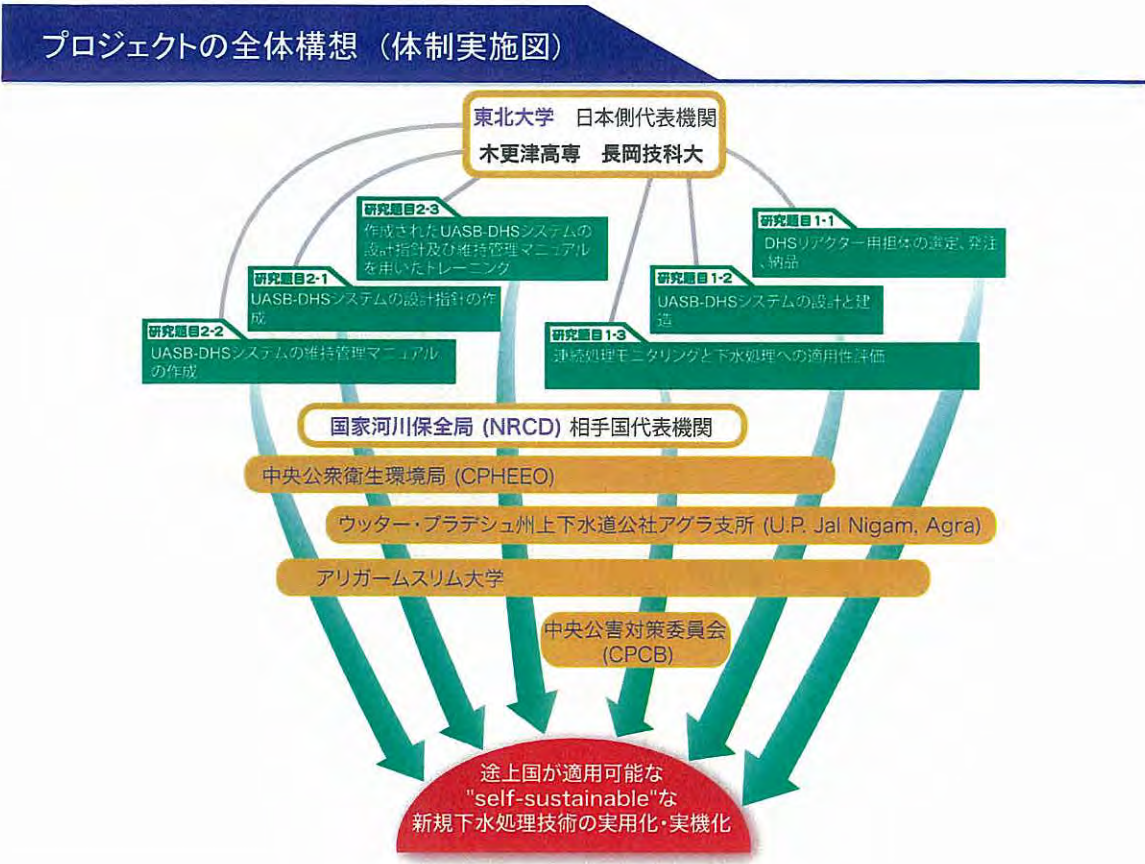 プロジェクトの全体構想（体制実施図）
東北大学 日本側代表機関
木更津高専 長岡技科大
研究題目2-3
作成されたUASB-DHSシステムの
設計指針及び維持管理マニュアル
を用いたトレーニング
研究題目1-1
DHSリアクター用担体の選定、発注
、納品
研究題目2-1
UASB-DHSシステムの設計指針の作
成
研究題目1-2
UASB-DHSシステムの設計と建
造
研究題目2-2
UASB-DHSシステムの維持管理マニュアル
の作成
研究題目1-3
連続処理モニタリングと下水処理への適用性評価
国家河川保全局 (NRCD) 相手国代表機関
中央公衆衛生環境局 (CPHEEO)
ウッター・プラデシュ州上下水道公社アグラ支所 (U.P. Jal Nigam, Agra)
アリガームスリム大学
中央公害対策委員会
(CPCB)
途上国が適用可能な
"self-sustainable"な
新規下水処理技術の実用化・実機化